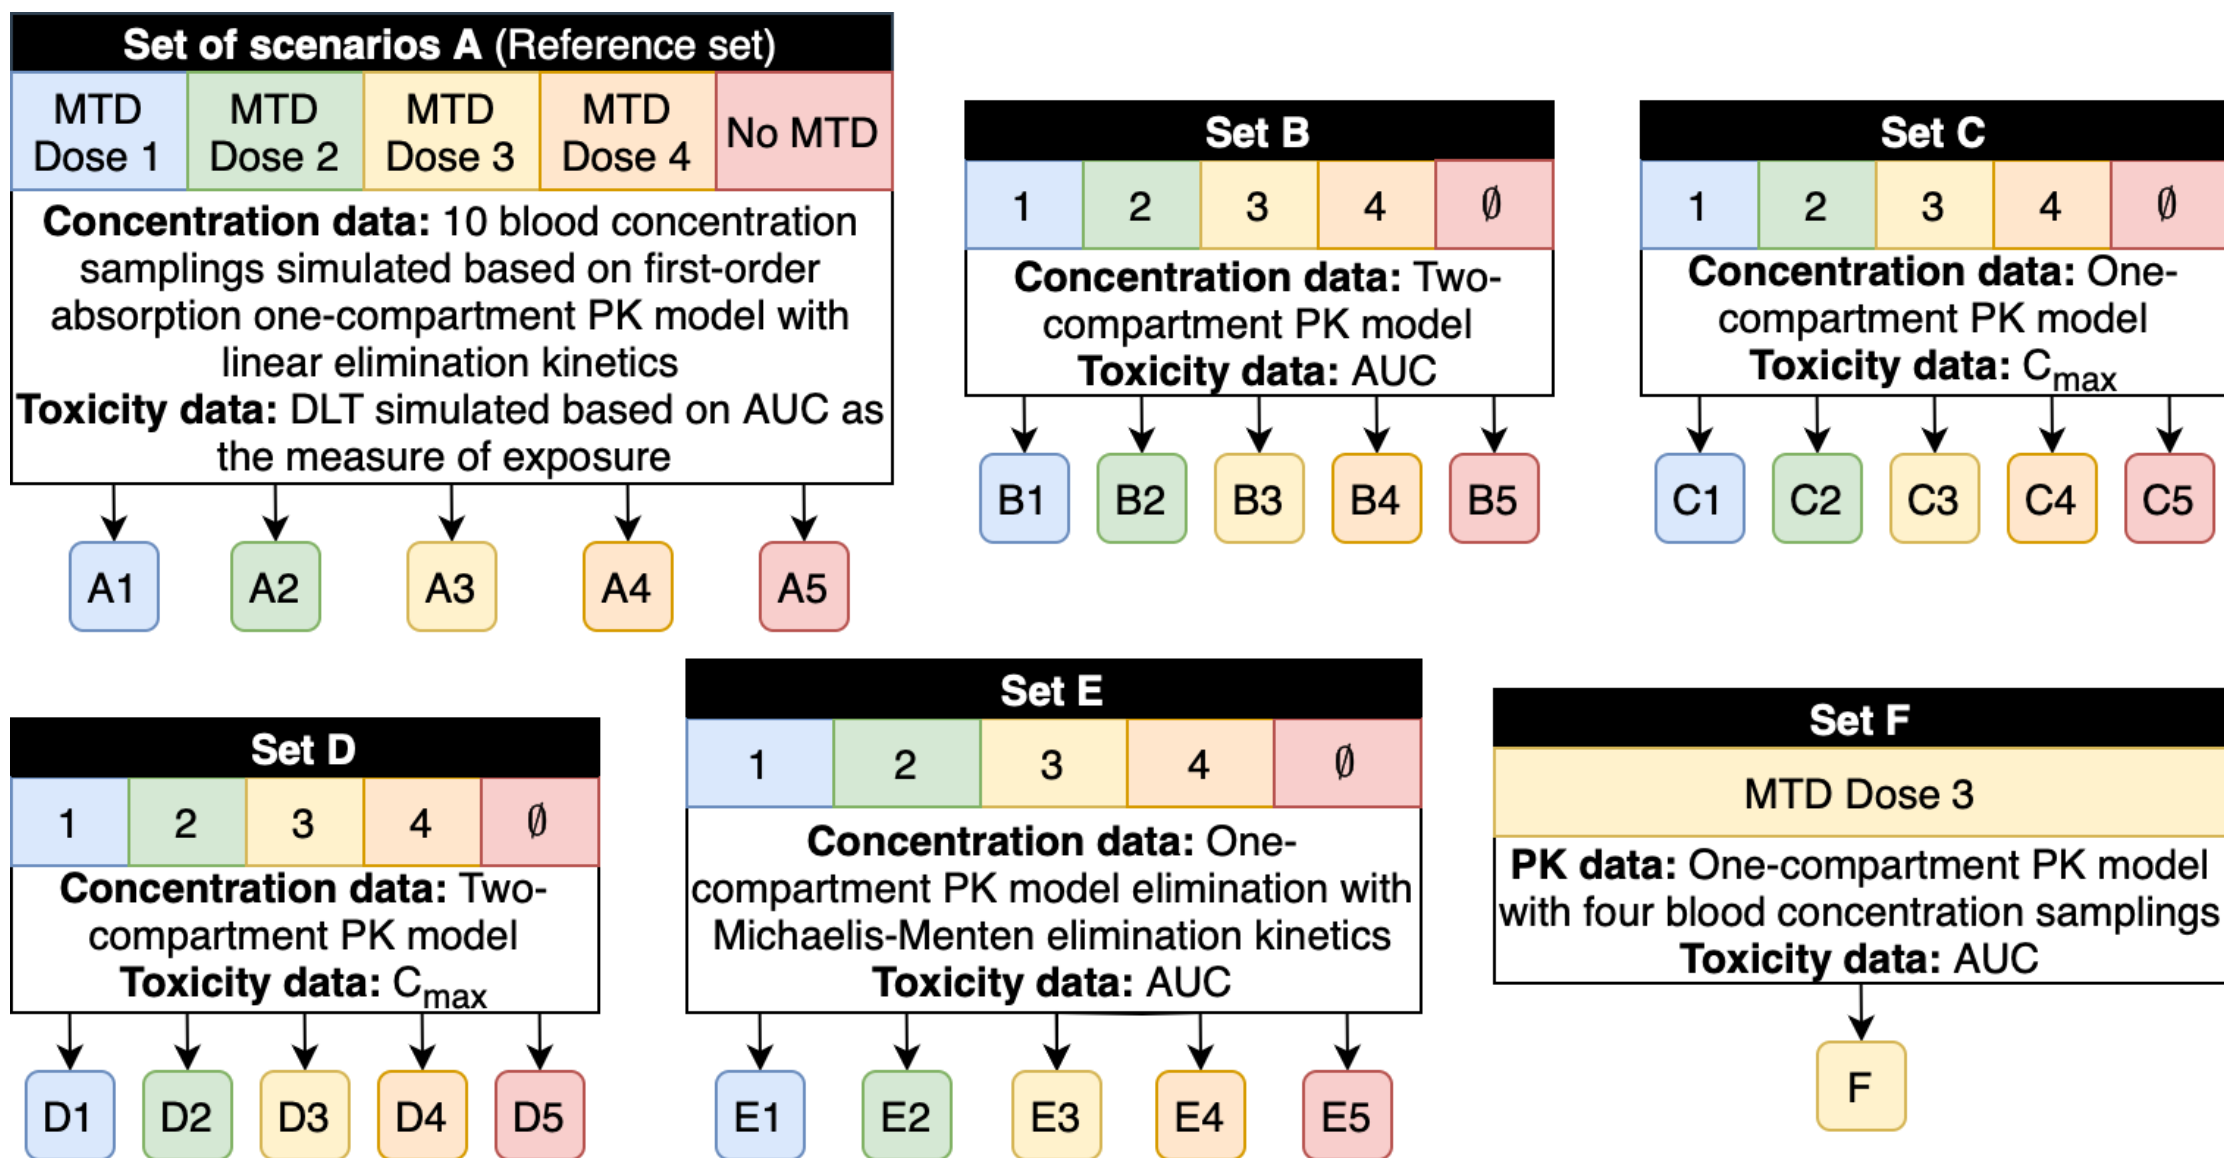 Set of scenarios A (Reference set)
MTD Dose 1
MTD Dose 2
MTD Dose 3
MTD Dose 4
No MTD
Concentration data: 10 blood concentration
samplings simulated based on first-order
absorption one-compartment PK model with
linear elimination kinetics
Toxicity data: DLT simulated based on AUC as
the measure of exposure
A1 A2 A3 A4 A5
Set B
1 2 3 4 ∅
Concentration data: Two-
compartment PK model
Toxicity data: AUC
B1 B2 B3 B4 B5
Set C
1 2 3 4 ∅
Concentration data: One-
compartment PK model
Toxicity data: Cmax
C1 C2 C3 C4 C5
Set D
1 2 3 4 ∅
Concentration data: Two-
compartment PK model
Toxicity data: Cmax
D1 D2 D3 D4 D5
Set E
1 2 3 4 ∅
Concentration data: One-
compartment PK model elimination with
Michaelis-Menten elimination kinetics
Toxicity data: AUC
E1 E2 E3 E4 E5
Set F
MTD Dose 3
PK data: One-compartment PK model
with four blood concentration samplings
Toxicity data: AUC
F